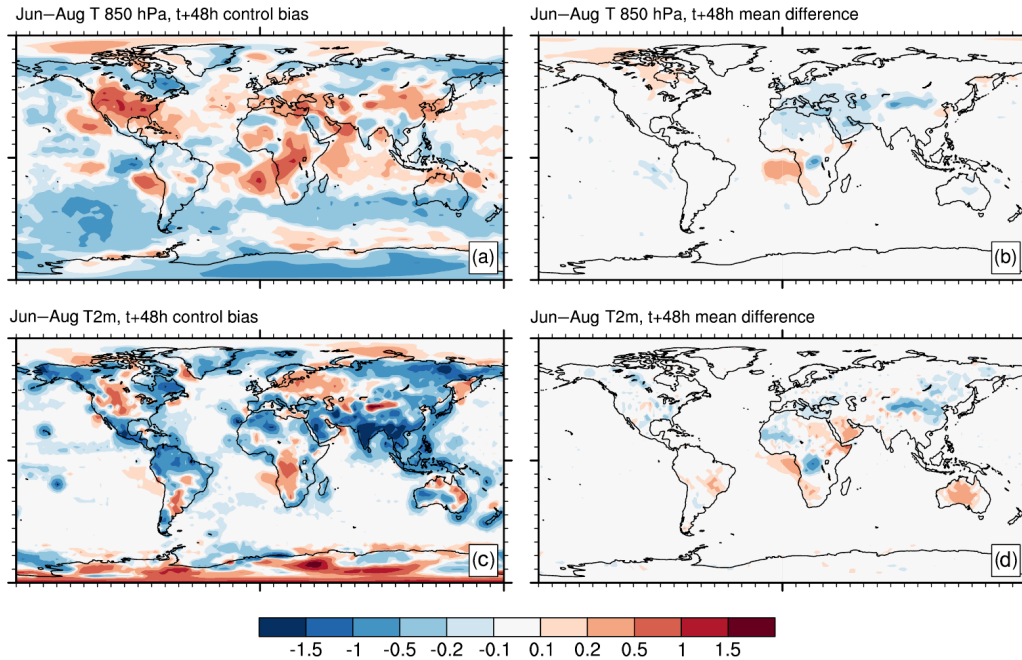 Jun−Aug T 850 hPa, t+48h control bias
Jun−Aug T 850 hPa, t+48h mean difference
(a)
(b)
Jun−Aug T2m, t+48h control bias
Jun−Aug T2m, t+48h mean difference
(c)
(d)
-1.5 -1 -0.5 -0.2 -0.1 0.1 0.2 0.5 1 1.5